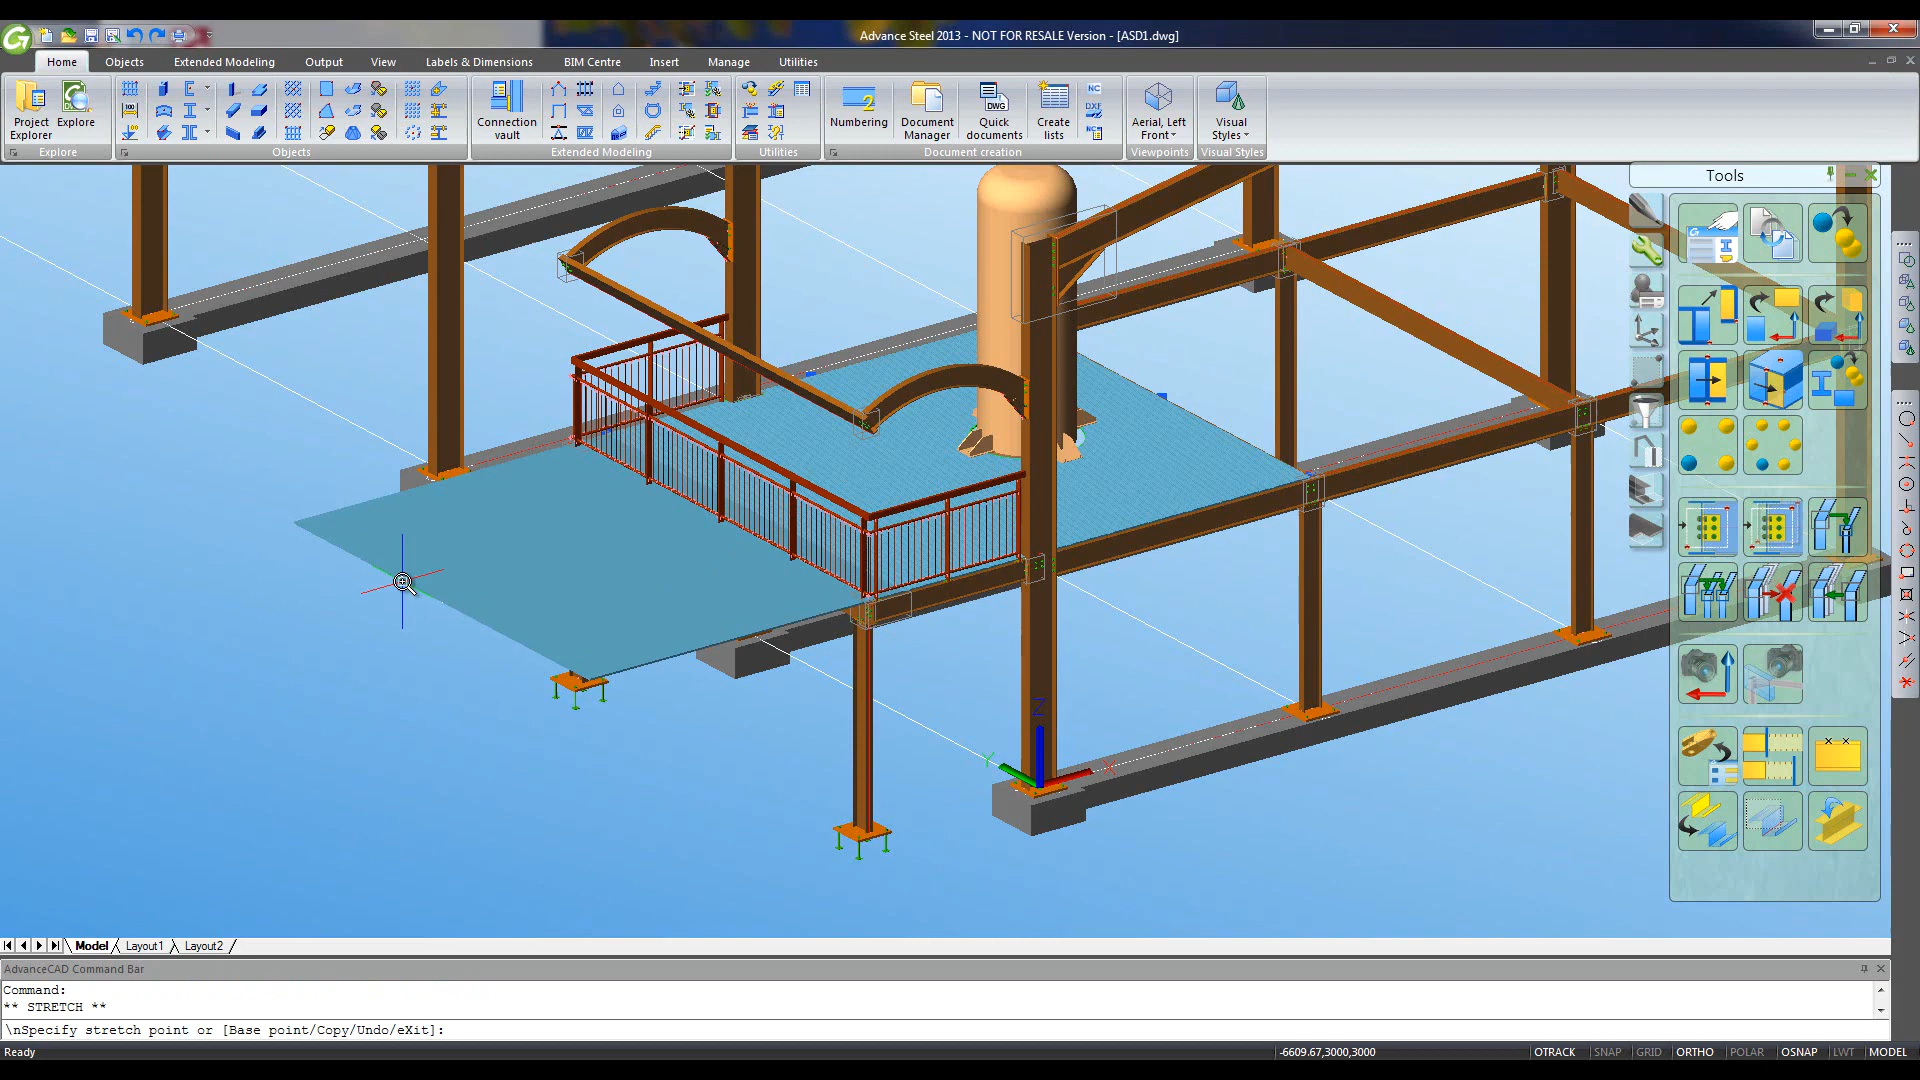 Advance Steel 2013 - NOT FOR RESALE Version - [ASD1.dwg]
Home Objects Extended Modeling Output View Labels & Dimensions BIM Centre Insert Manage Utilities
Project Explorer
Explore
Connection vault
Numbering
Document Manager
Quick documents
DWG
Create lists
NC
DXF
NC
Aerial, Left Front
Visual Styles
Explore Objects Extended Modeling Utilities Document creation Viewpoints Visual Styles
Tools
Z
Y
X
Model Layout1 Layout2
AdvanceCAD Command Bar
Command:
** STRETCH **
\nSpecify stretch point or [Base point/Copy/Undo/eXit]:
Ready
-6609.67,3000,3000
OTRACK SNAP GRID ORTHO POLAR OSNAP LWT MODEL